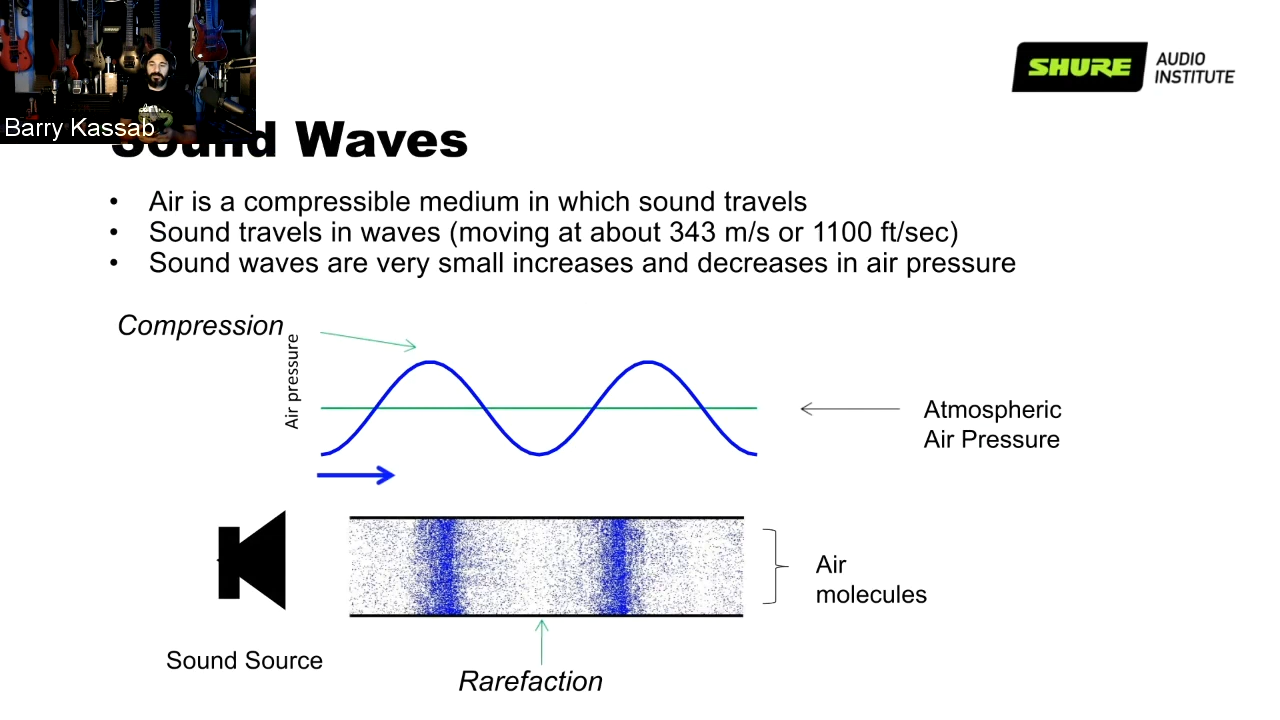 Barry Kassab
SHURE AUDIO
INSTITUTE
Sound Waves
• Air is a compressible medium in which sound travels
• Sound travels in waves (moving at about 343 m/s or 1100 ft/sec)
• Sound waves are very small increases and decreases in air pressure
Compression
Air pressure
Atmospheric
Air Pressure
Air
molecules
Sound Source
Rarefaction